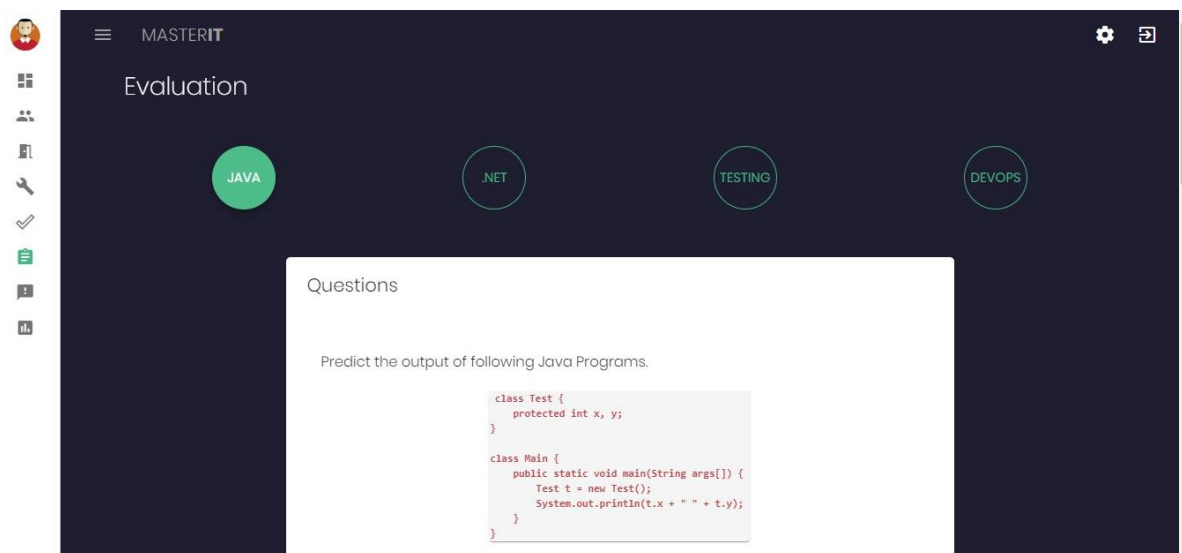 MASTERIT
Evaluation
JAVA
.NET
TESTING
DEVOPS
Questions
Predict the output of following Java Programs.
class Test {
protected int x, y;
}
class Main {
public static void main(String args[]) {
Test t = new Test();
System.out.println(t.x + " " + t.y);
}
}